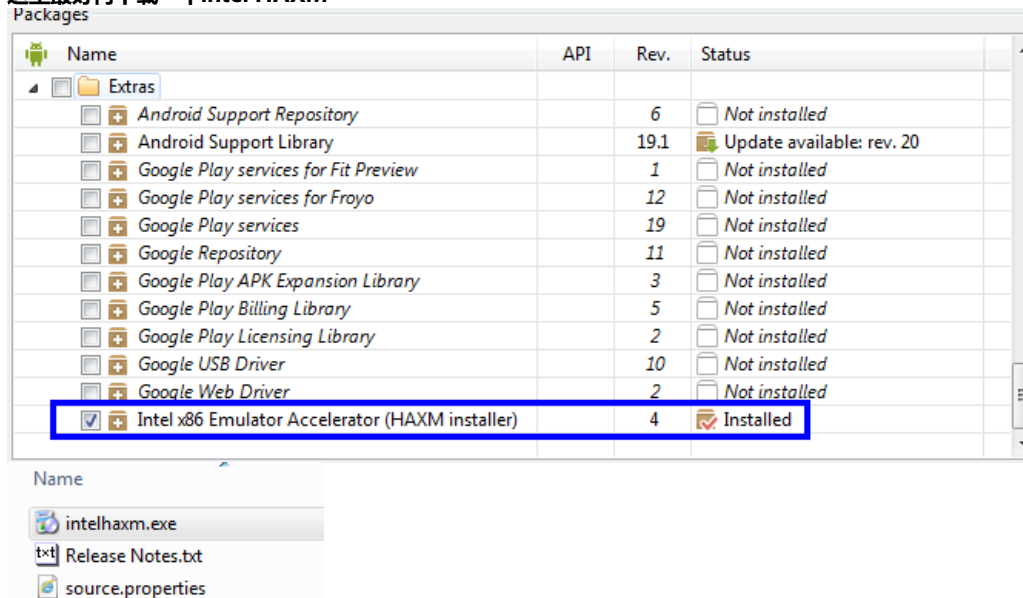 Intel HAXM
Packages
Name API Rev. Status
Extras
Android Support Repository 6 Not installed
Android Support Library 19.1 Update available: rev. 20
Google Play services for Fit Preview 1 Not installed
Google Play services for Froyo 12 Not installed
Google Play services 19 Not installed
Google Repository 11 Not installed
Google Play APK Expansion Library 3 Not installed
Google Play Billing Library 5 Not installed
Google Play Licensing Library 2 Not installed
Google USB Driver 10 Not installed
Google Web Driver 2 Not installed
Intel x86 Emulator Accelerator (HAXM installer) 4 Installed
Name
intelhaxm.exe
Release Notes.txt
source.properties